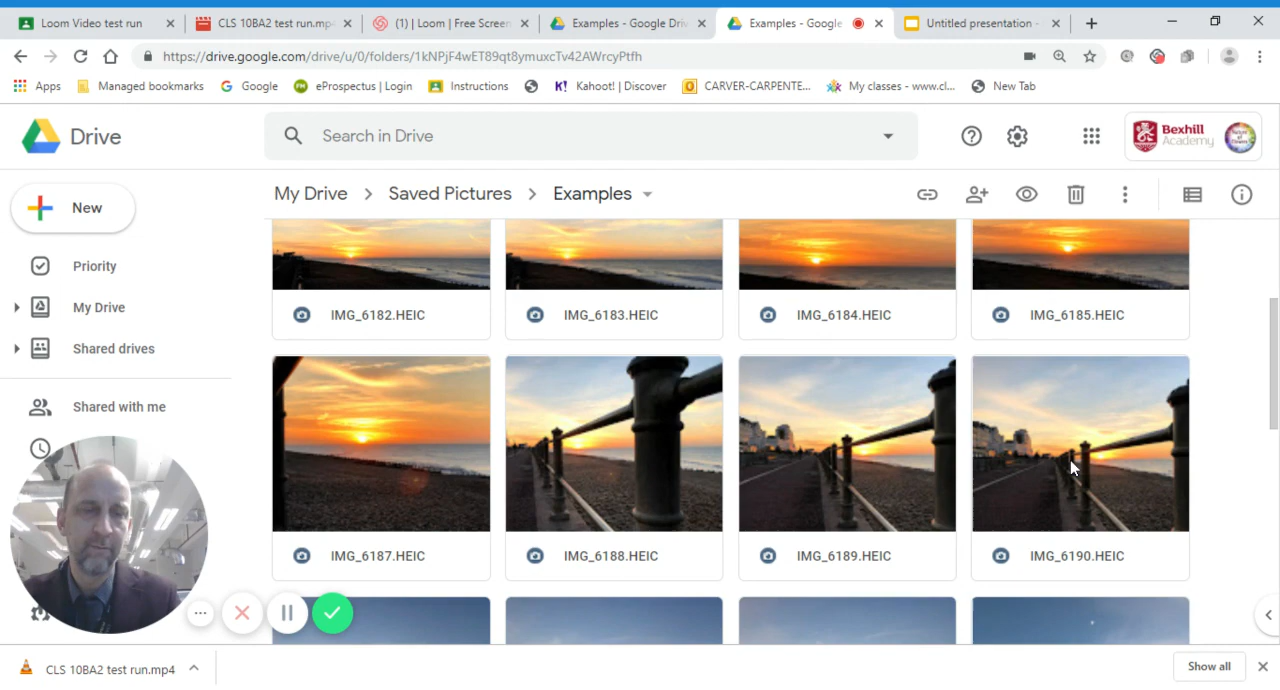 Loom Video test run
CLS 10BA2 test run.mp4
(1) | Loom | Free Screen
Examples - Google Driv
Examples - Google
Untitled presentation -
https://drive.google.com/drive/u/0/folders/1kNPjF4wET89qt8ymuxcTv42AWrcyPtfh
Apps
Managed bookmarks
Google
eProspectus | Login
Instructions
K! Kahoot! | Discover
CARVER-CARPENTE...
My classes - www.cl...
New Tab
Drive
Search in Drive
Bexhill
Academy
New
My Drive > Saved Pictures > Examples
Priority
My Drive
Shared drives
Shared with me
IMG_6182.HEIC
IMG_6183.HEIC
IMG_6184.HEIC
IMG_6185.HEIC
IMG_6187.HEIC
IMG_6188.HEIC
IMG_6189.HEIC
IMG_6190.HEIC
CLS 10BA2 test run.mp4
Show all